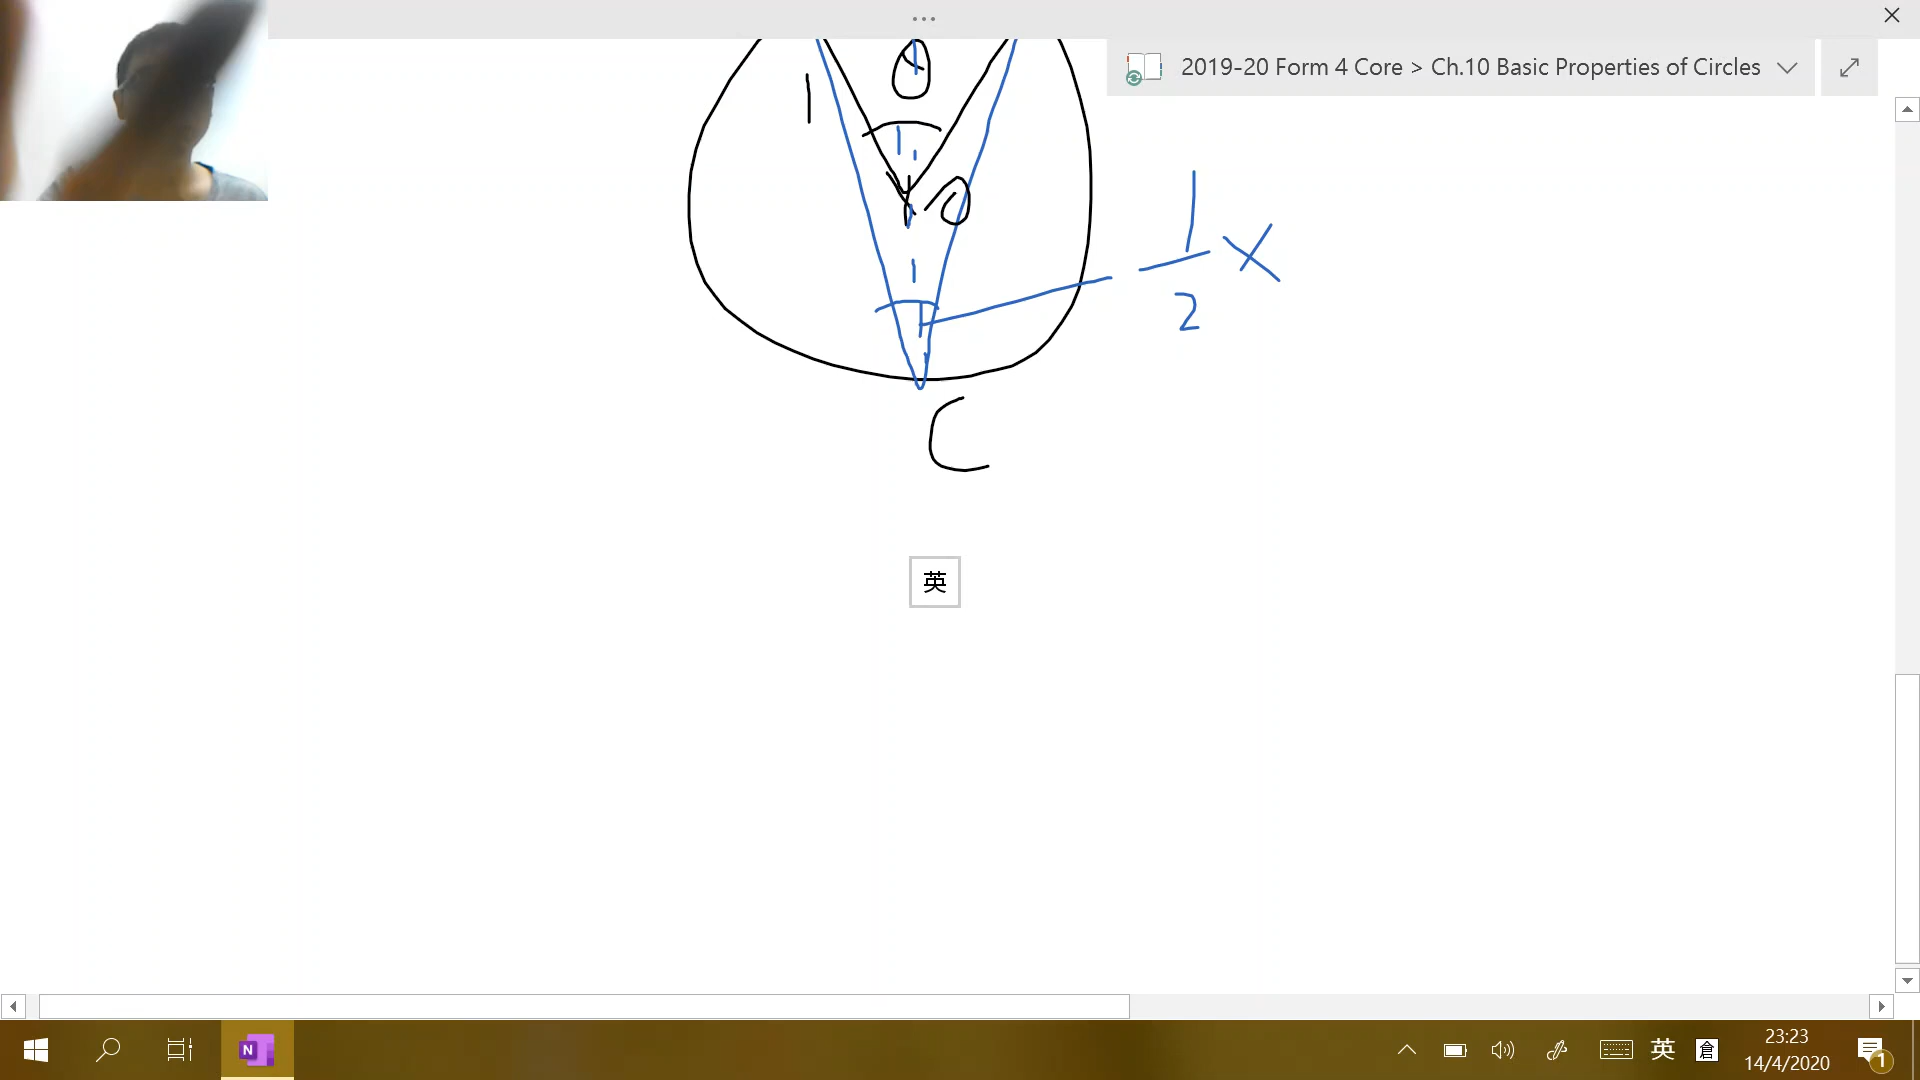 2019-20 Form 4 Core > Ch.10 Basic Properties of Circles
1
2
x
C
英
N
英
倉
23:23
14/4/2020
1